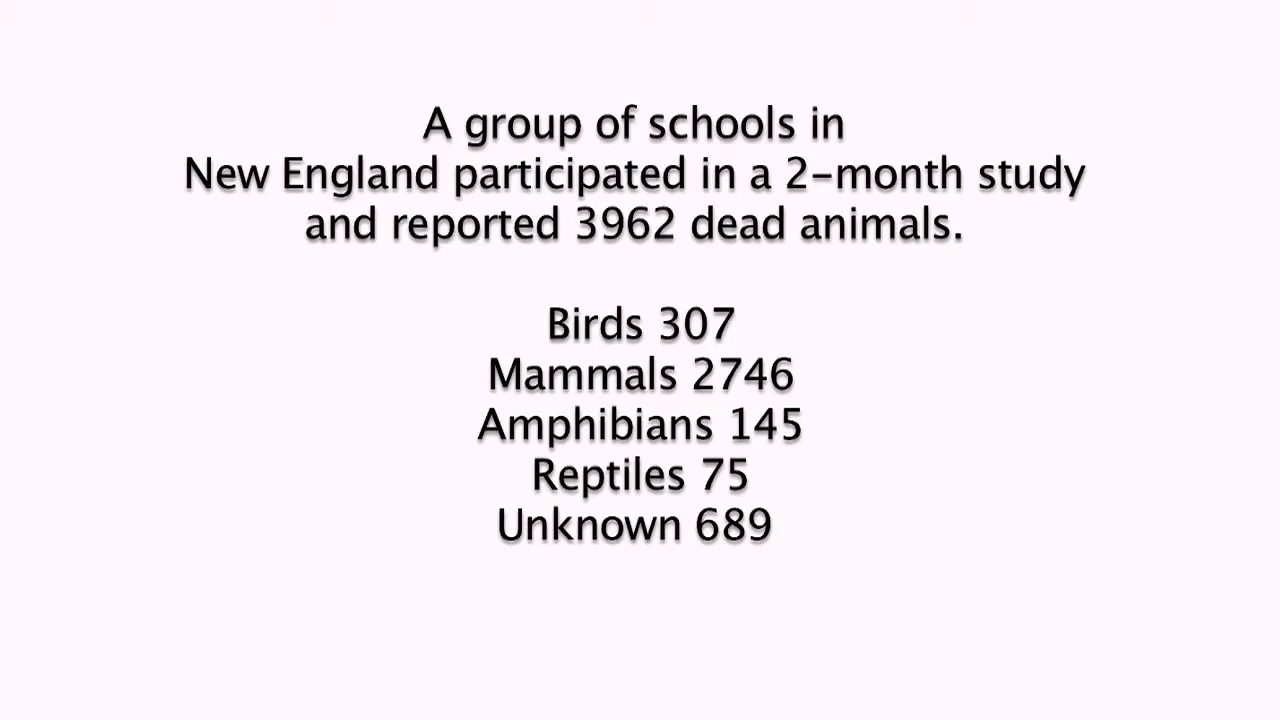 A group of schools in
New England participated in a 2-month study
and reported 3962 dead animals.
Birds 307
Mammals 2746
Amphibians 145
Reptiles 75
Unknown 689